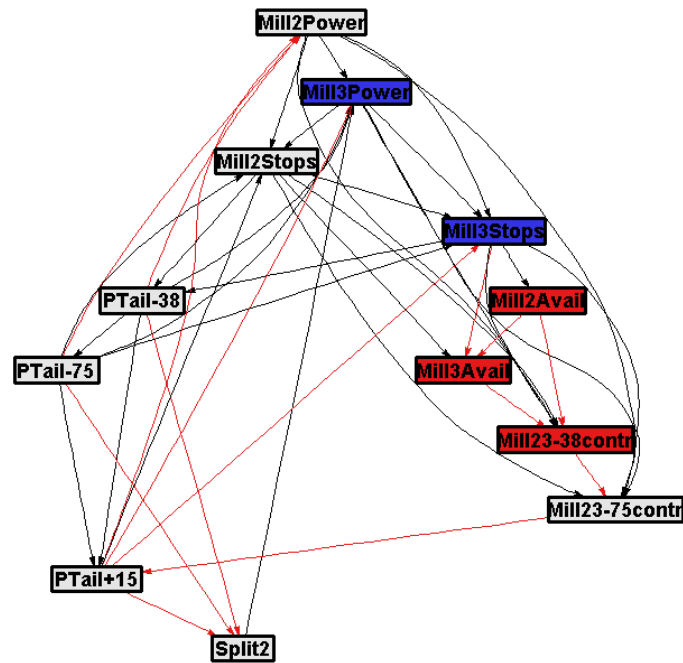 Mill2Power
Mill3Power
Mill2Stops
Mill3Stops
PTail-38
Mill2Avail
PTail-75
Mill3Avail
Mill23-38contr
Mill23-75contr
PTail+15
Split2